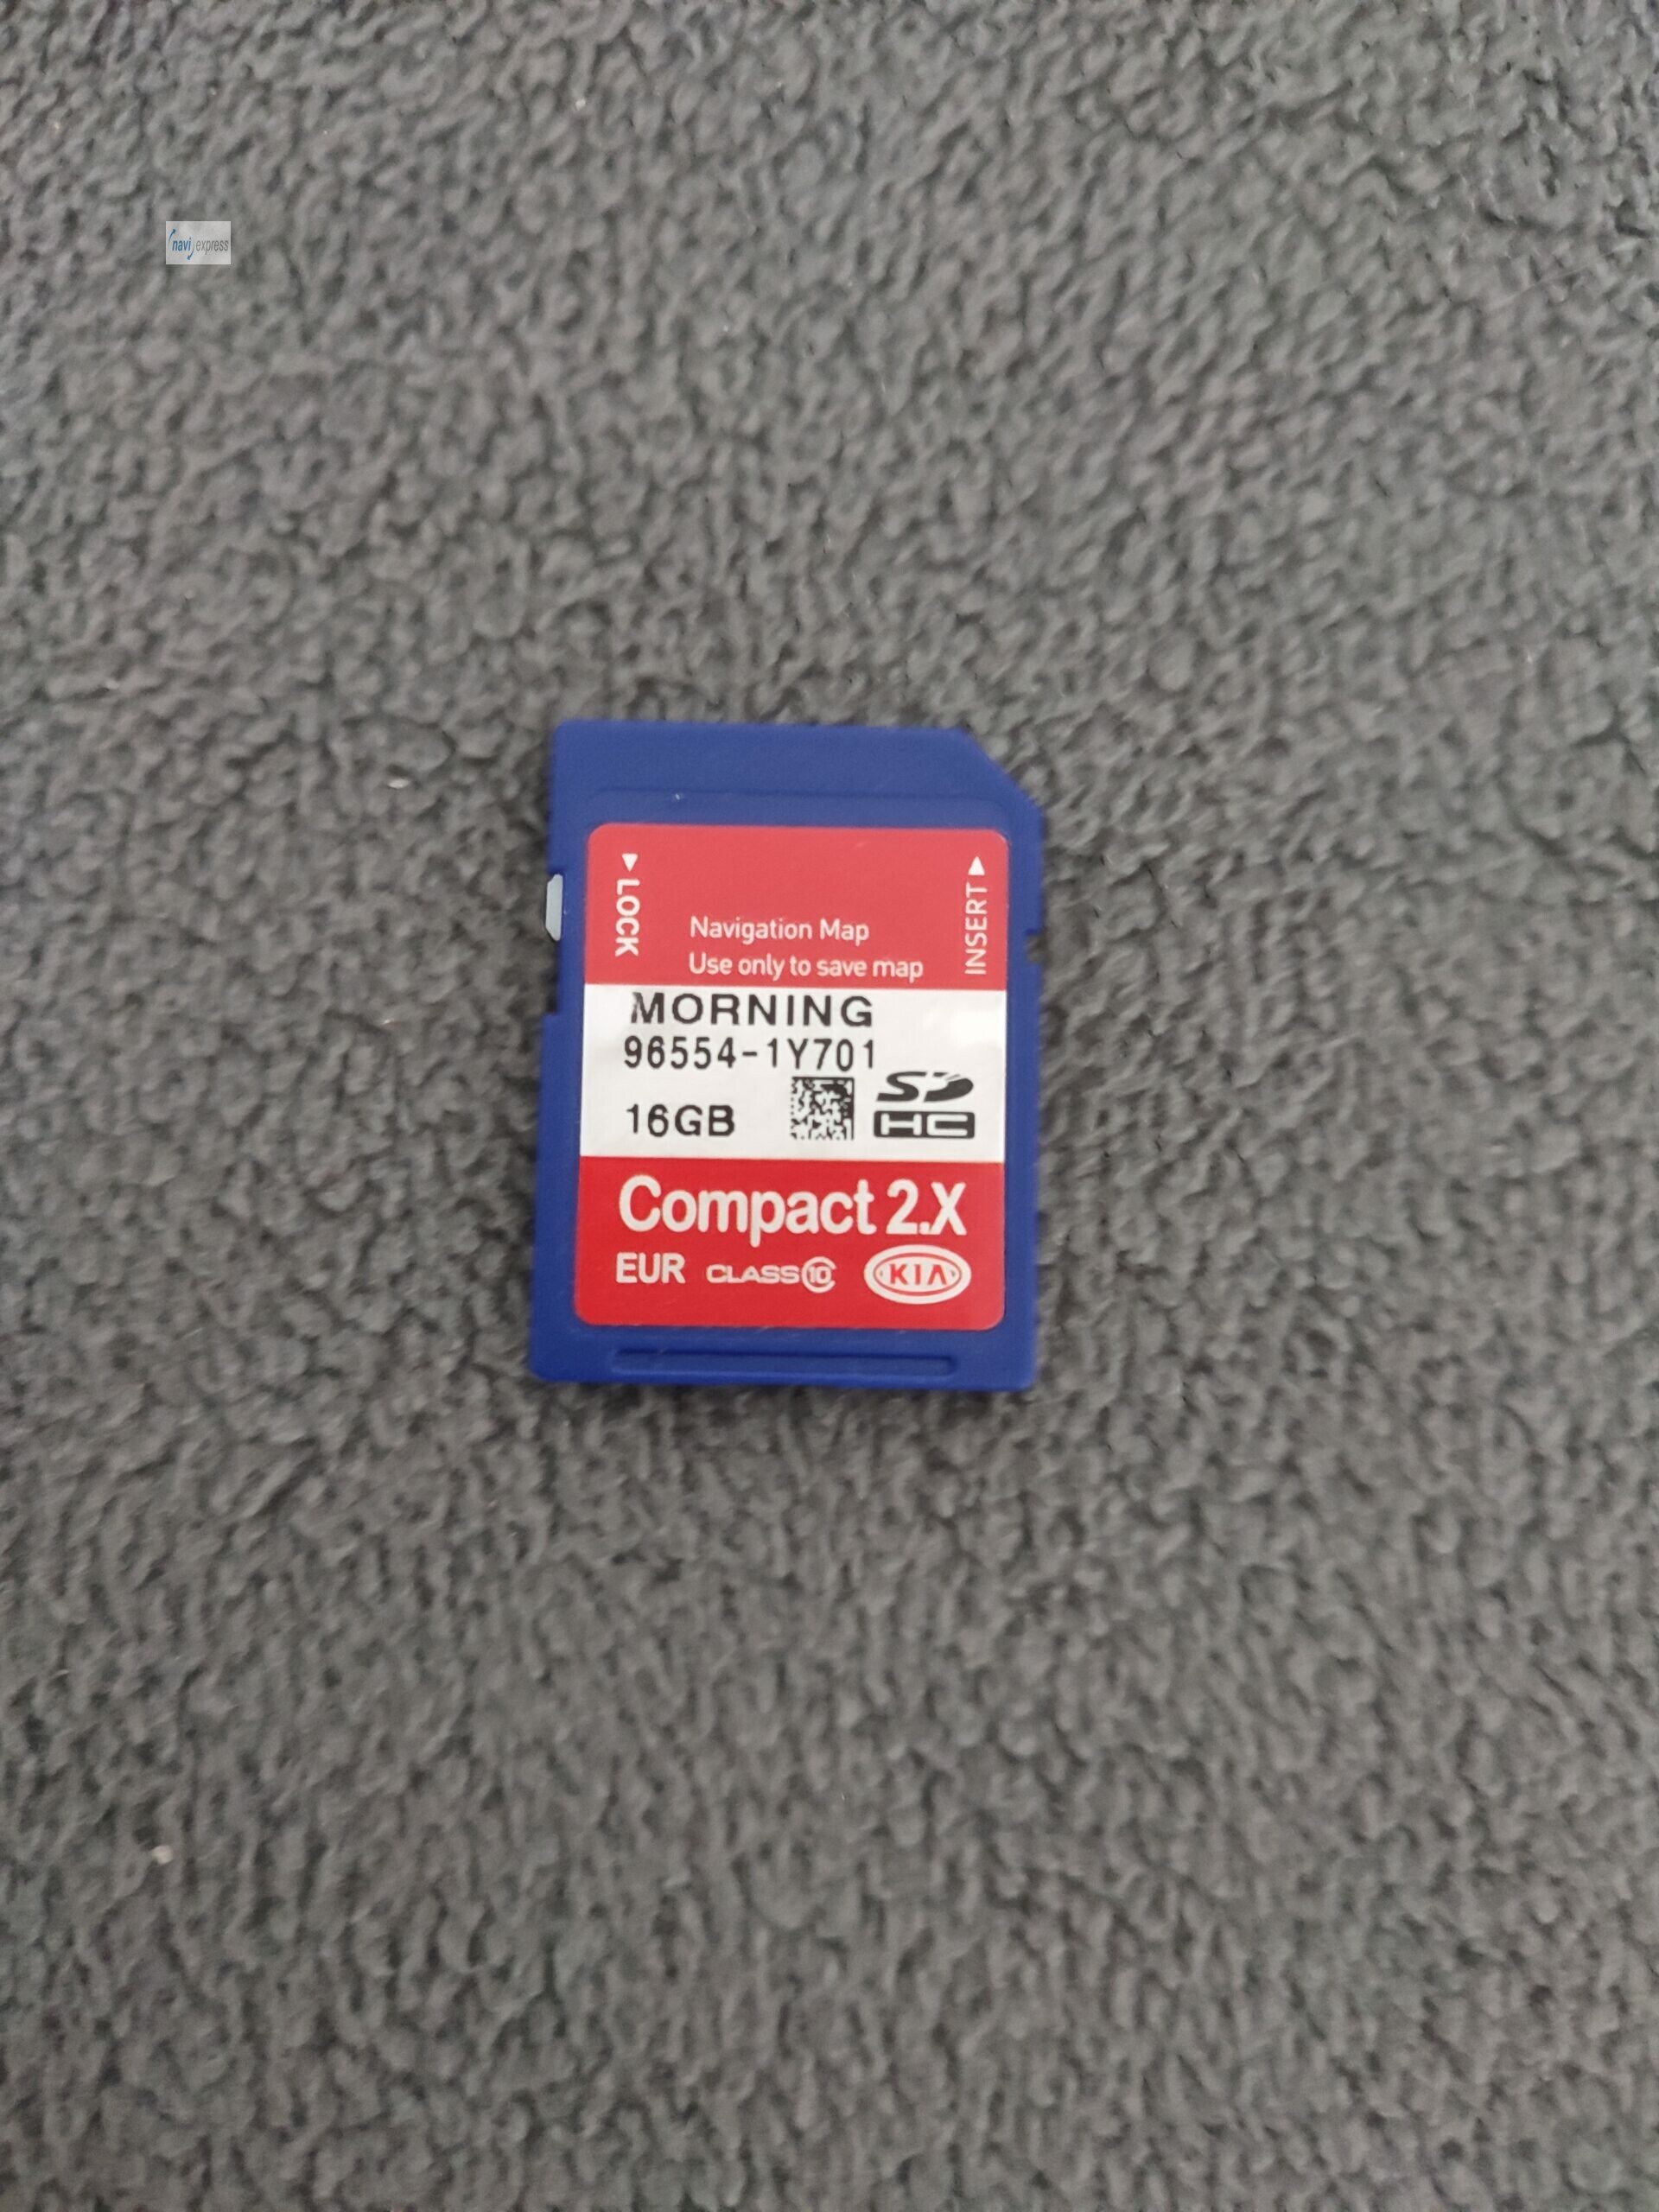 navi express
LOCK
INSERT
Navigation Map
Use only to save map
MORNING
96554-1Y701
16GB
SD
HC
Compact 2.X
EUR CLASS 10 KIA